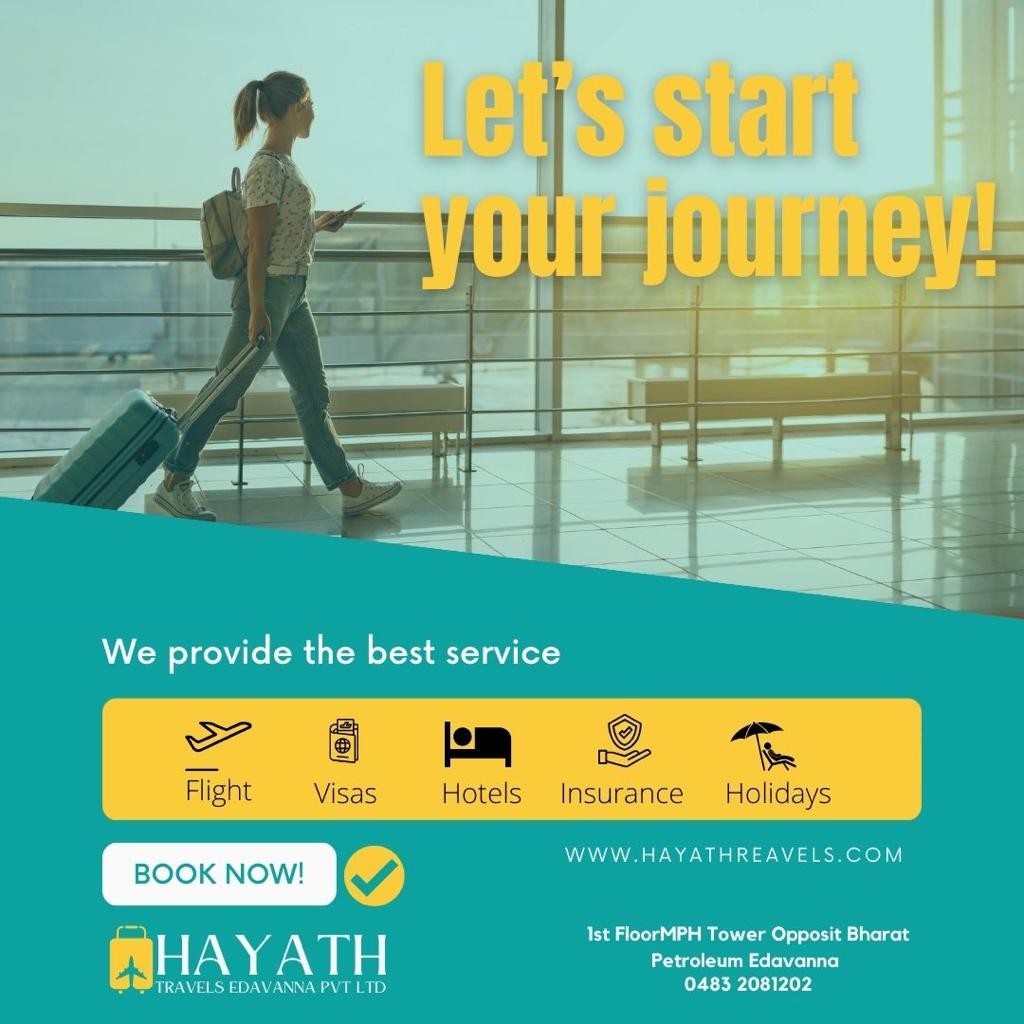 Let's start
your journey!
We provide the best service
Flight
Visas
Hotels
Insurance
Holidays
BOOK NOW!
WWW.HAYATHREAVELS.COM
HAYATH
TRAVELS EDAVANNA PVT LTD
1st FloorMPH Tower Opposit Bharat
Petroleum Edavanna
0483 2081202